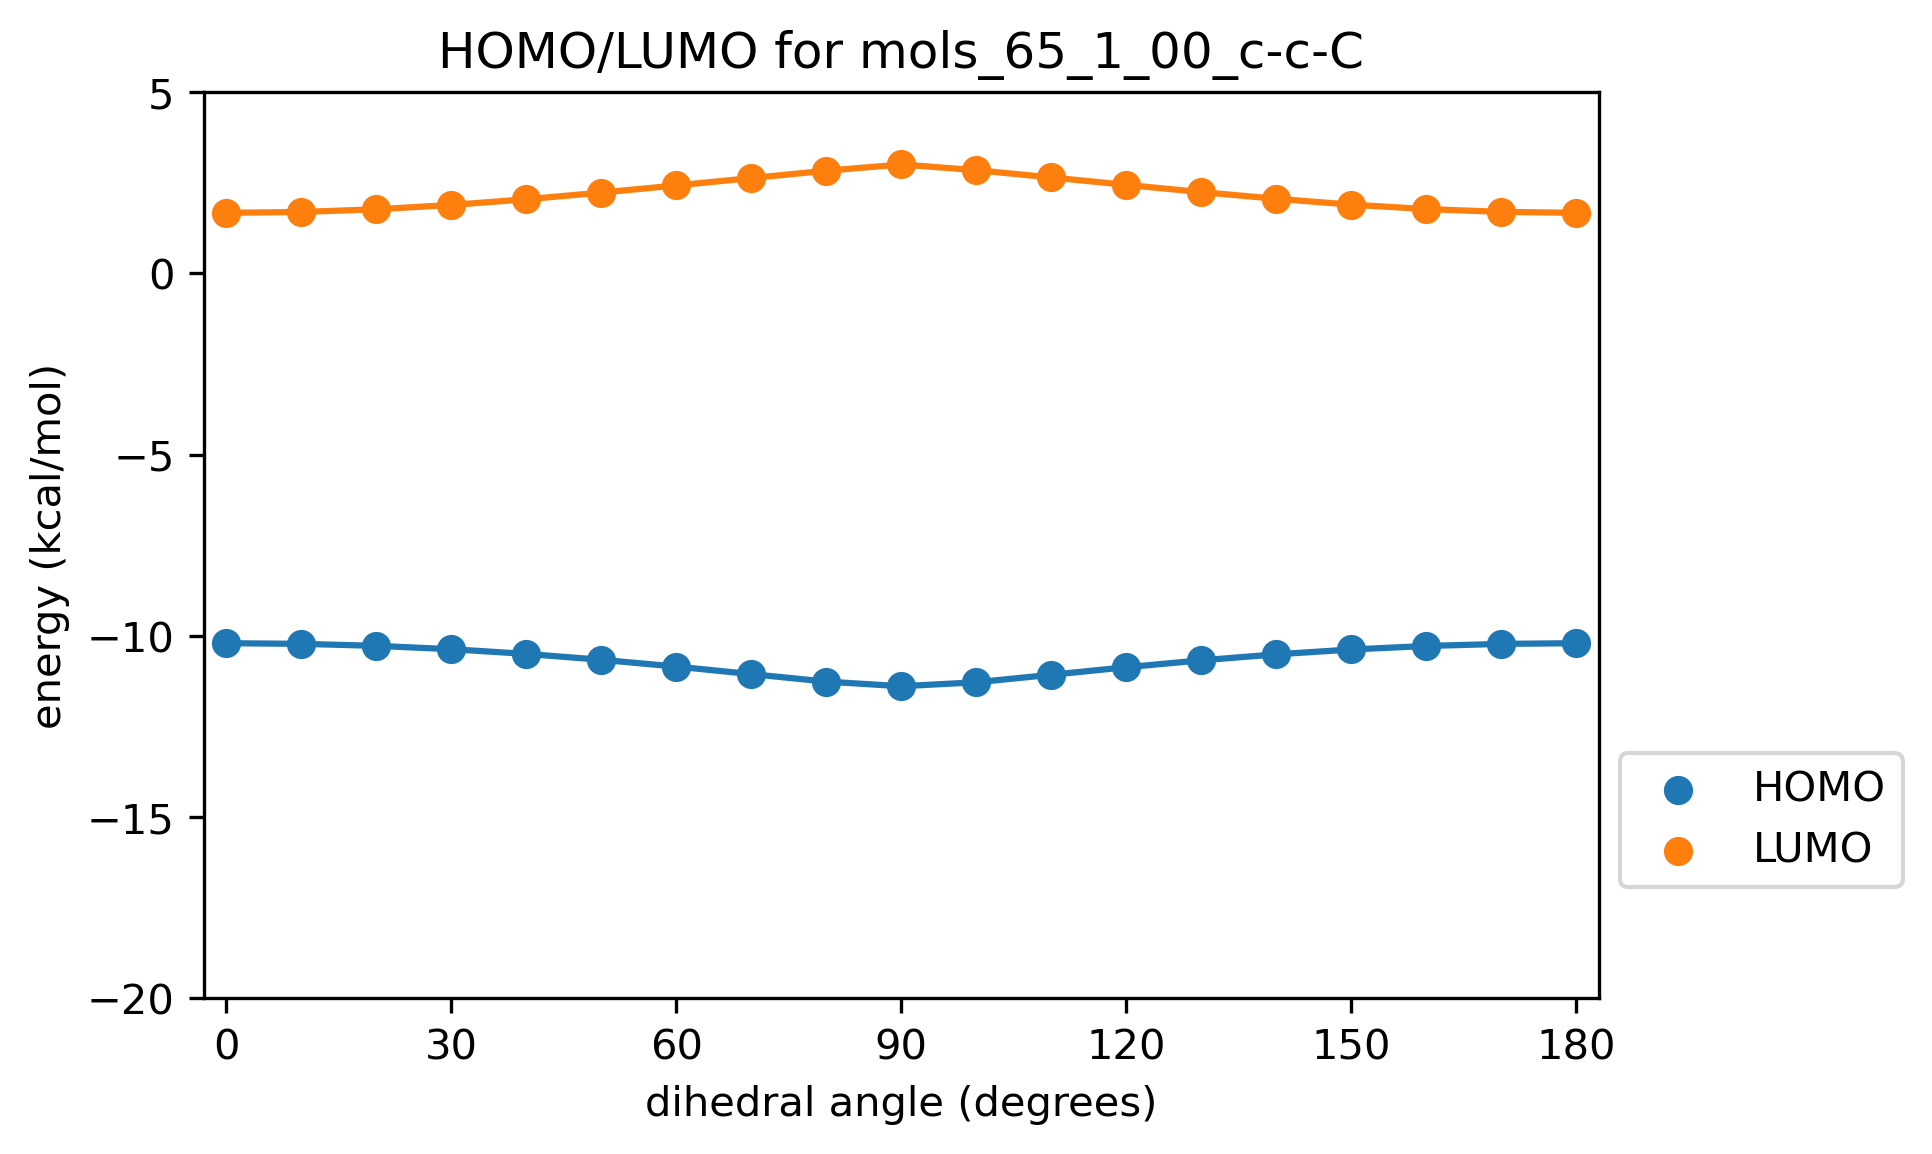 HOMO/LUMO for mols_65_1_00_c-c-C
5
0
−5
−10
−15
−20
energy (kcal/mol)
0 30 60 90 120 150 180
dihedral angle (degrees)
HOMO
LUMO